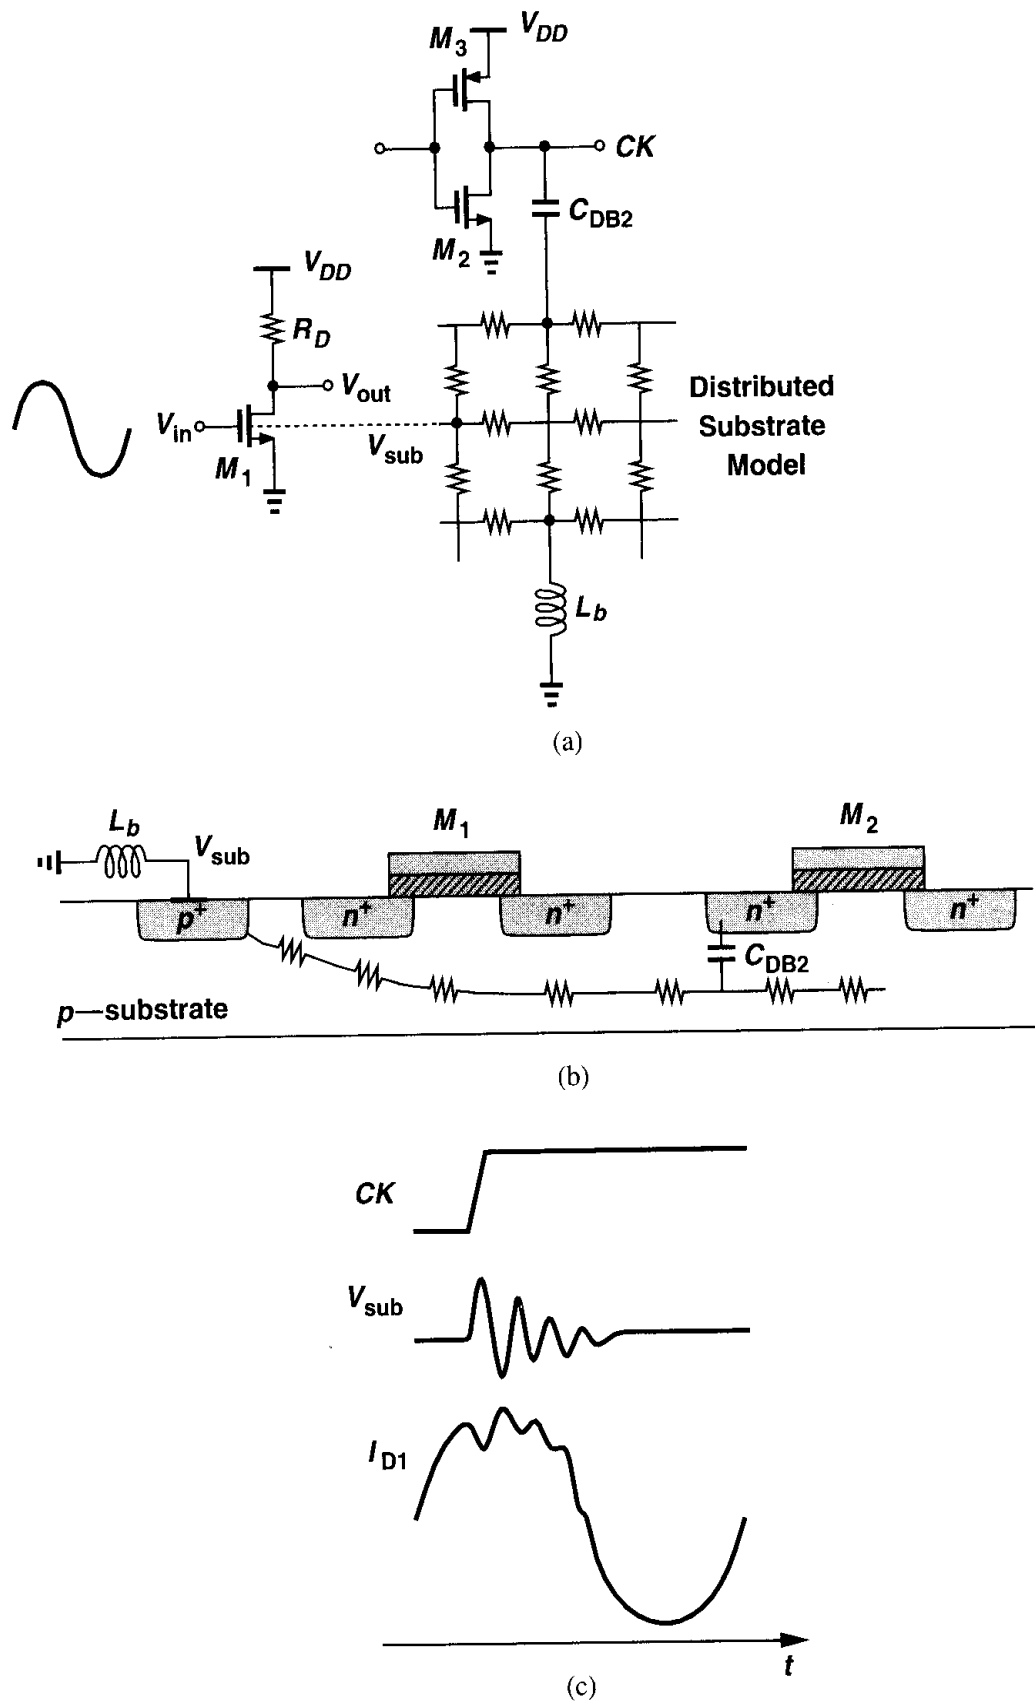 M3
VDD
CK
CDB2
M2
VDD
RD
Vout
Vin
M1
Vsub
Distributed
Substrate
Model
Lb
(a)
Lb
Vsub
M1
M2
p+
n+
n+
n+
n+
CDB2
p—substrate
(b)
CK
Vsub
ID1
t
(c)